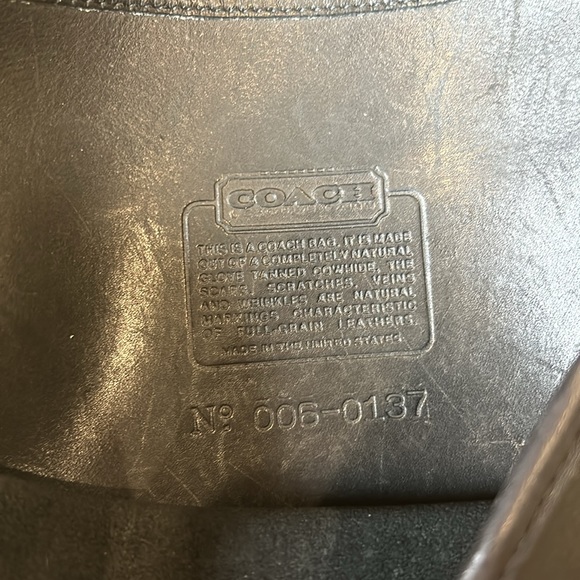 COACH
THIS IS A COACH BAG. IT IS MADE
OUT OF A COMPLETELY NATURAL
GLOVE TANNED COWHIDE, THE
SCARS, SCRATCHES, VEINS
AND WRINKLES ARE NATURAL
MARKINGS CHARACTERISTIC
OF FULL-GRAIN LEATHERS.
MADE IN THE UNITED STATES
No 006-0137